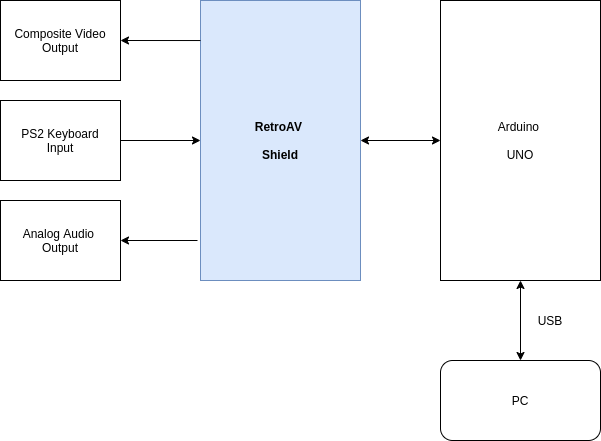 Composite Video
Output
PS2 Keyboard
Input
Analog Audio
Output
RetroAV
Shield
Arduino
UNO
USB
PC